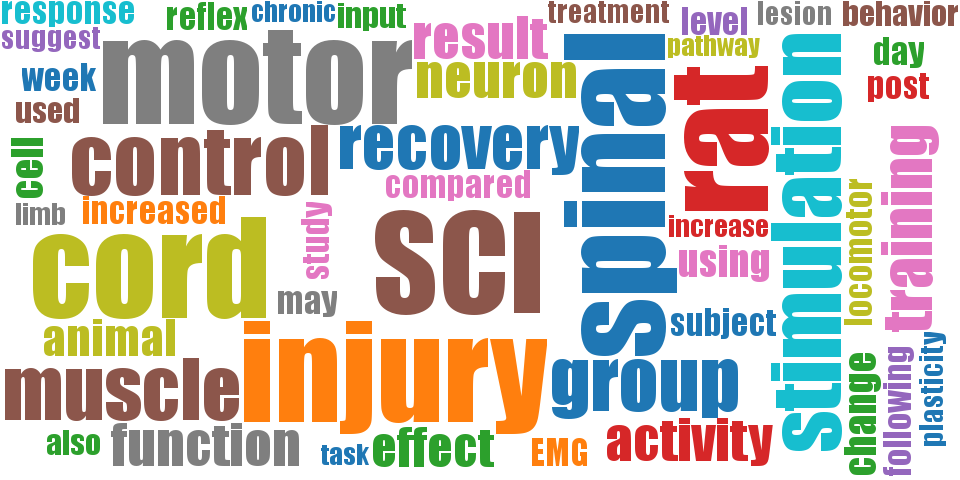 response
reflex
chronic
input
treatment
level
lesion
behavior
suggest
motor
result
pathway
day
week
neuron
spinal
rat
stimulation
post
used
control
recovery
training
cell
compared
limb
increased
study
SCI
increase
locomotor
cord
using
may
animal
injury
subject
muscle
group
change
following
plasticity
also
function
task
effect
EMG
activity